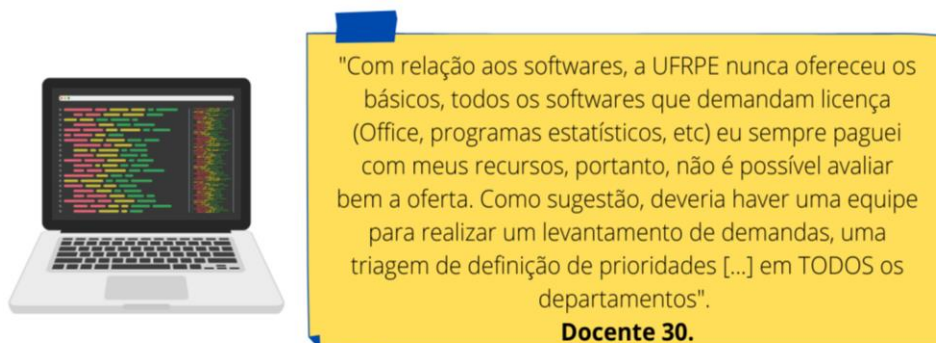 "Com relação aos softwares, a UFRPE nunca ofereceu os
básicos, todos os softwares que demandam licença
(Office, programas estatísticos, etc) eu sempre paguei
com meus recursos, portanto, não é possível avaliar
bem a oferta. Como sugestão, deveria haver uma equipe
para realizar um levantamento de demandas, uma
triagem de definição de prioridades [...] em TODOS os
departamentos".
Docente 30.